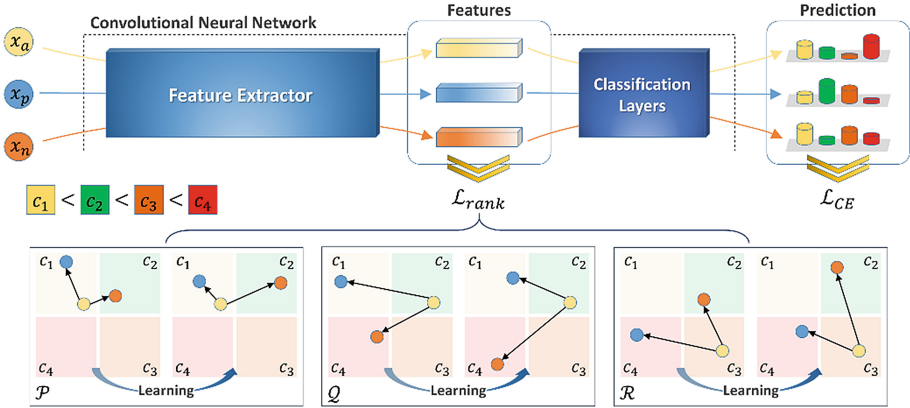 Convolutional Neural Network
Features
Prediction
x_a
x_p
x_n
Feature Extractor
Classification
Layers
ℒ_rank
ℒ_CE
c_1 < c_2 < c_3 < c_4
c_1 c_2 c_1 c_2
c_4 c_3 c_4 c_3
𝒫 Learning
c_1 c_2 c_1 c_2
c_4 c_3 c_4 c_3
𝒬 Learning
c_1 c_2 c_1 c_2
c_4 c_3 c_4 c_3
ℛ Learning